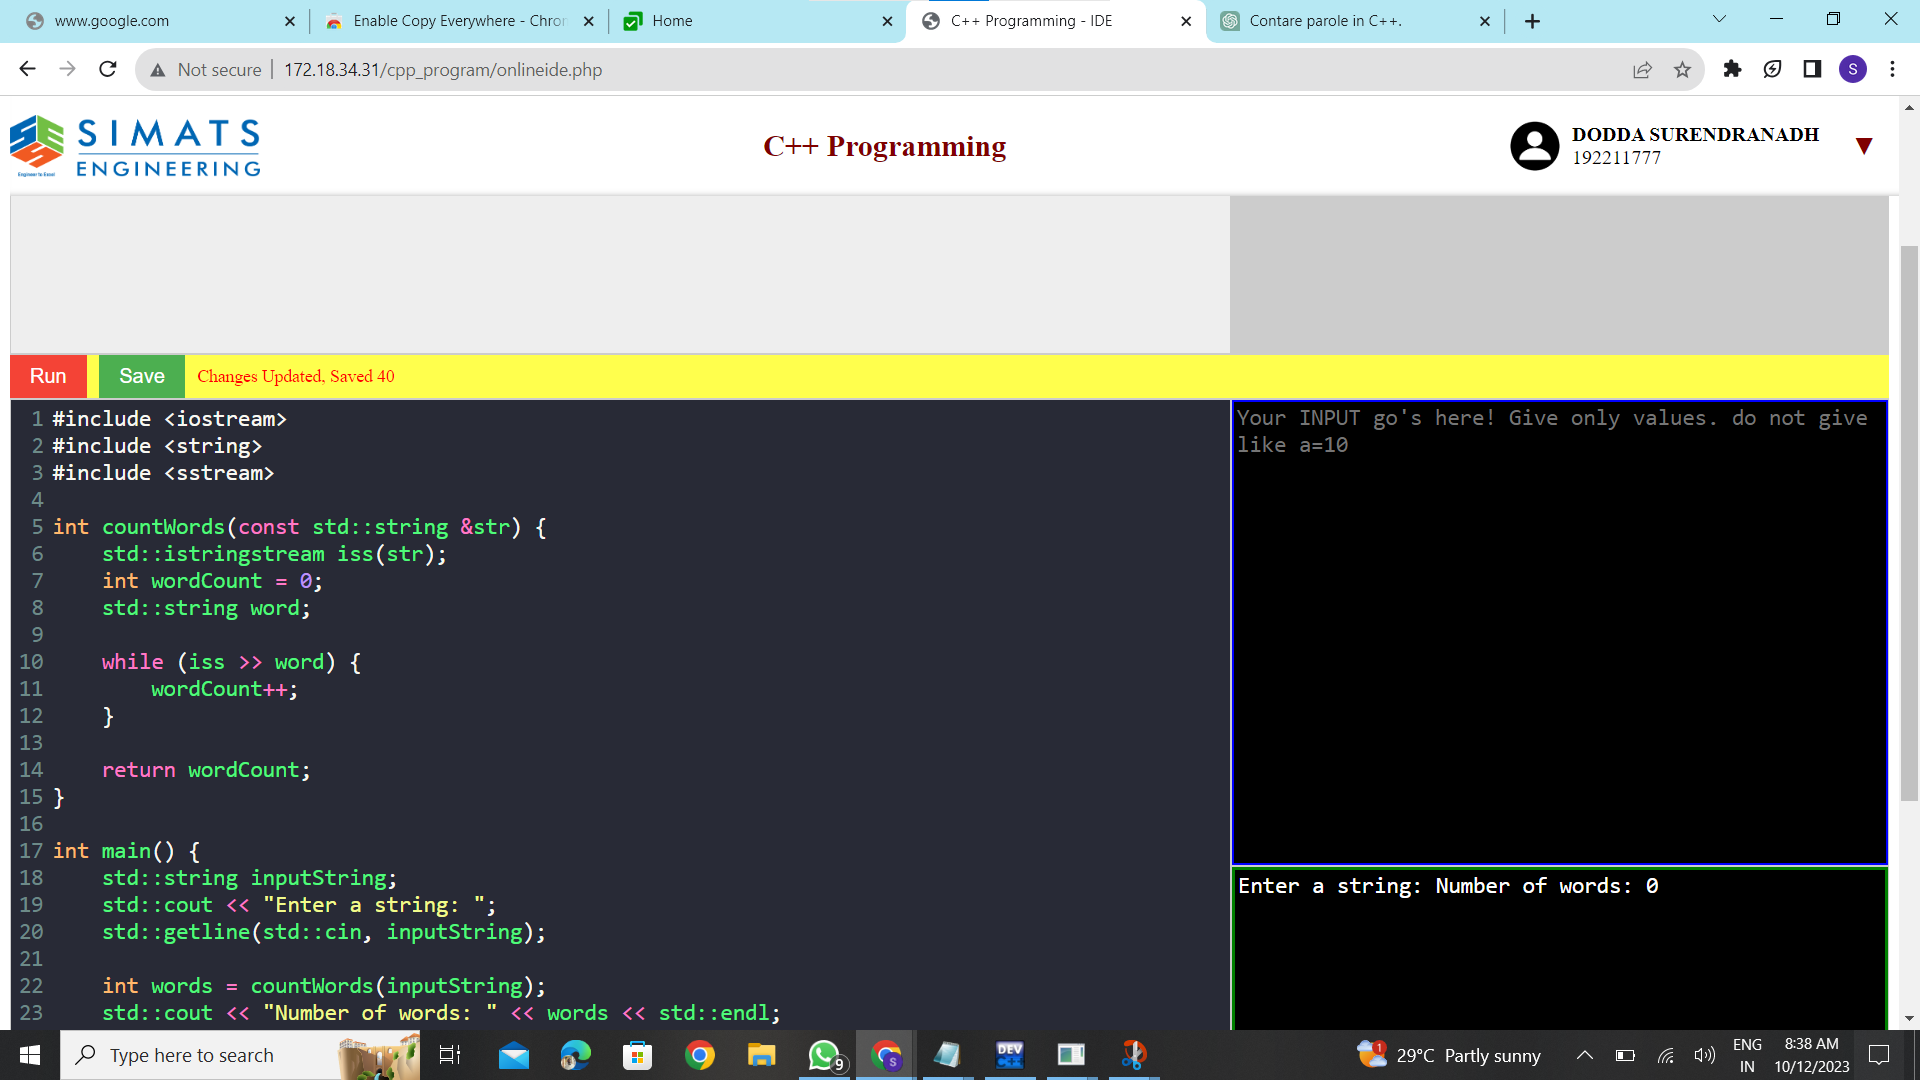 www.google.com
Enable Copy Everywhere - Chron
Home
C++ Programming - IDE
Contare parole in C++.
Not secure
172.18.34.31/cpp_program/onlineide.php
S
SIMATS
ENGINEERING
Engineer to Excel
C++ Programming
DODDA SURENDRANADH
192211777
Run
Save
Changes Updated, Saved 40
1 #include <iostream>
2 #include <string>
3 #include <sstream>
4
5 int countWords(const std::string &str) {
6     std::istringstream iss(str);
7     int wordCount = 0;
8     std::string word;
9
10     while (iss >> word) {
11         wordCount++;
12     }
13
14     return wordCount;
15 }
16
17 int main() {
18     std::string inputString;
19     std::cout << "Enter a string: ";
20     std::getline(std::cin, inputString);
21
22     int words = countWords(inputString);
23     std::cout << "Number of words: " << words << std::endl;
Your INPUT go's here! Give only values. do not give
like a=10
Enter a string: Number of words: 0
Type here to search
9
S
DEV
C++
1
29°C Partly sunny
ENG
IN
8:38 AM
10/12/2023